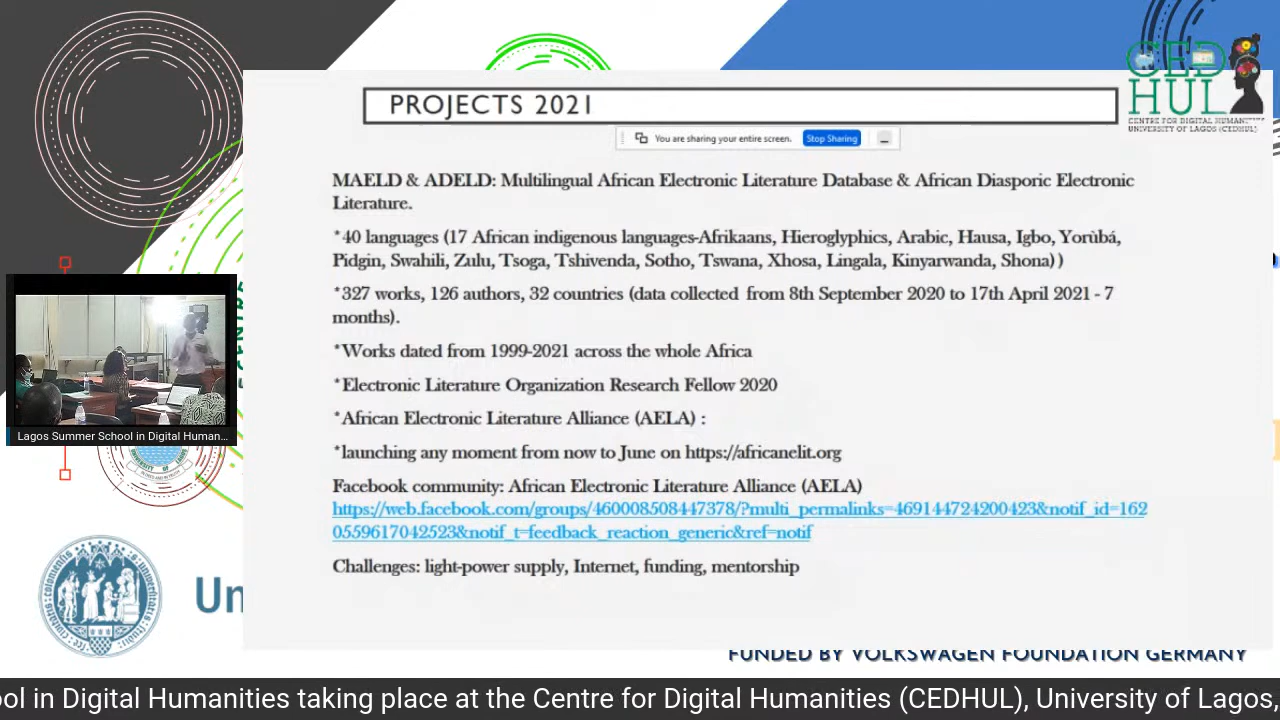 CED
HUL
CENTRE FOR DIGITAL HUMANITIES
UNIVERSITY OF LAGOS (CEDHUL)
PROJECTS 2021
You are sharing your entire screen. Stop Sharing
MAELD & ADELD: Multilingual African Electronic Literature Database & African Diasporic Electronic
Literature.
*40 languages (17 African indigenous languages-Afrikaans, Hieroglyphics, Arabic, Hausa, Igbo, Yorùbá,
Pidgin, Swahili, Zulu, Tsoga, Tshivenda, Sotho, Tswana, Xhosa, Lingala, Kinyarwanda, Shona))
*327 works, 126 authors, 32 countries (data collected from 8th September 2020 to 17th April 2021 - 7
months).
*Works dated from 1999-2021 across the whole Africa
*Electronic Literature Organization Research Fellow 2020
*African Electronic Literature Alliance (AELA) :
*launching any moment from now to June on https://africanelit.org
Facebook community: African Electronic Literature Alliance (AELA)
https://web.facebook.com/groups/460008508447378/?multi_permalinks=469144724200423&notif_id=162
0559617042523&notif_t=feedback_reaction_generic&ref=notif
Challenges: light-power supply, Internet, funding, mentorship
Lagos Summer School in Digital Human...
Un
FUNDED BY VOLKSWAGEN FOUNDATION GERMANY
ool in Digital Humanities taking place at the Centre for Digital Humanities (CEDHUL), University of Lagos,